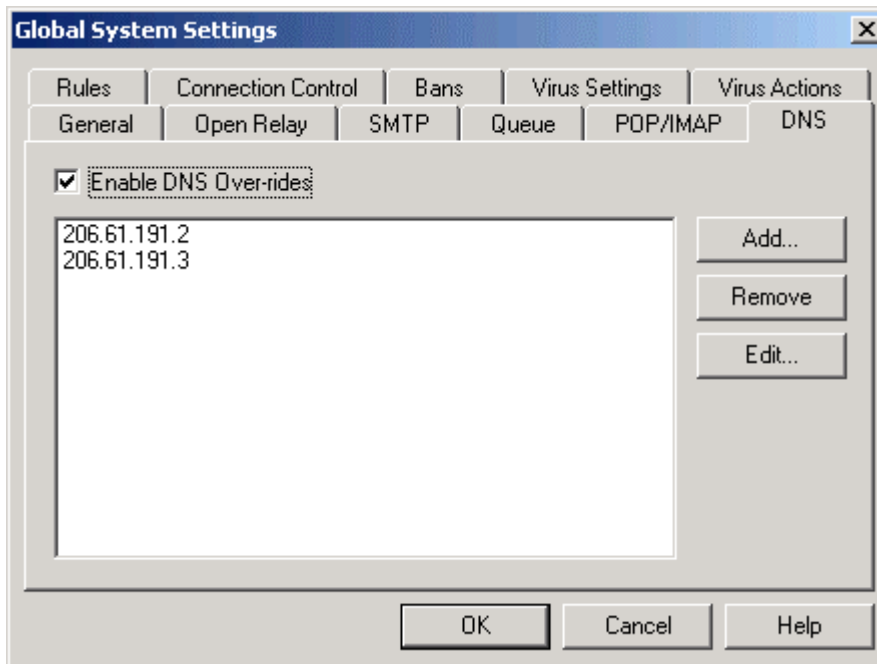 Global System Settings
Rules Connection Control Bans Virus Settings Virus Actions
General Open Relay SMTP Queue POP/IMAP DNS
Enable DNS Over-rides
206.61.191.2
206.61.191.3
Add...
Remove
Edit...
OK Cancel Help